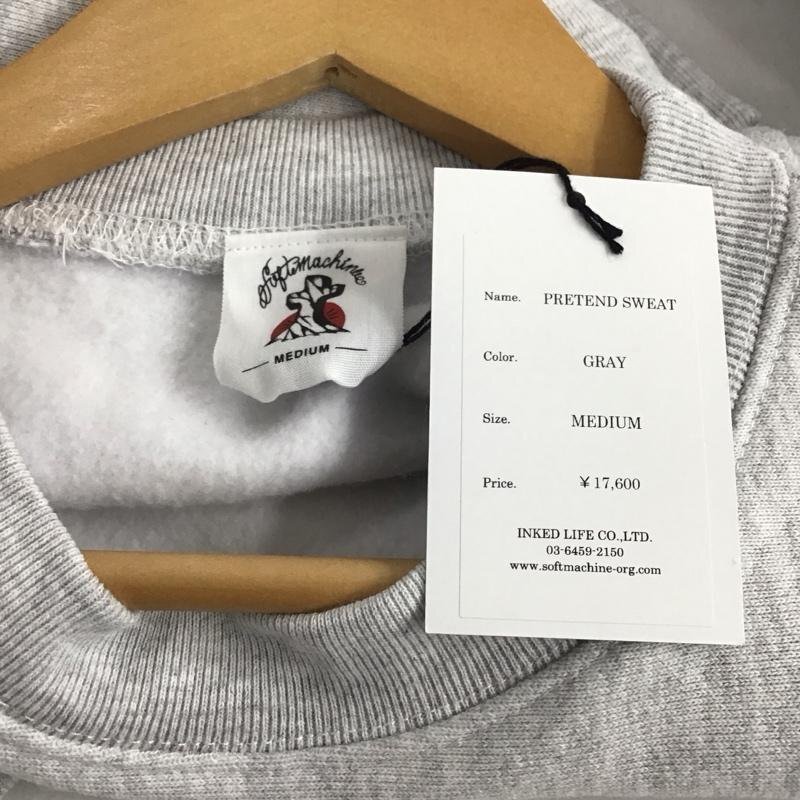 Softmachine
MEDIUM
Name. PRETEND SWEAT
Color. GRAY
Size. MEDIUM
Price. ¥17,600
INKED LIFE CO.,LTD.
03-6459-2150
www.softmachine-org.com